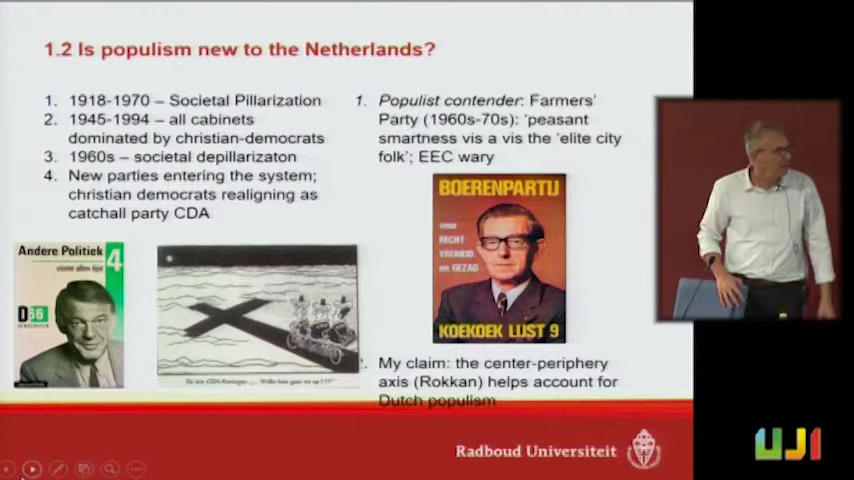 1.2 Is populism new to the Netherlands?
1. 1918-1970 – Societal Pillarization
2. 1945-1994 – all cabinets
dominated by christian-democrats
3. 1960s – societal depillarizaton
4. New parties entering the system;
christian democrats realigning as
catchall party CDA
1. Populist contender: Farmers'
Party (1960s-70s): 'peasant
smartness vis a vis the 'elite city
folk'; EEC wary
BOERENPARTIJ
voor
RECHT
VRIJHEID
en GEZAG
KOEKOEK LIJST 9
Andere Politiek
stemt allen lijst
4
D66
DEMOCRATEN
My claim: the center-periphery
axis (Rokkan) helps account for
Dutch populism
Radboud Universiteit
UJI